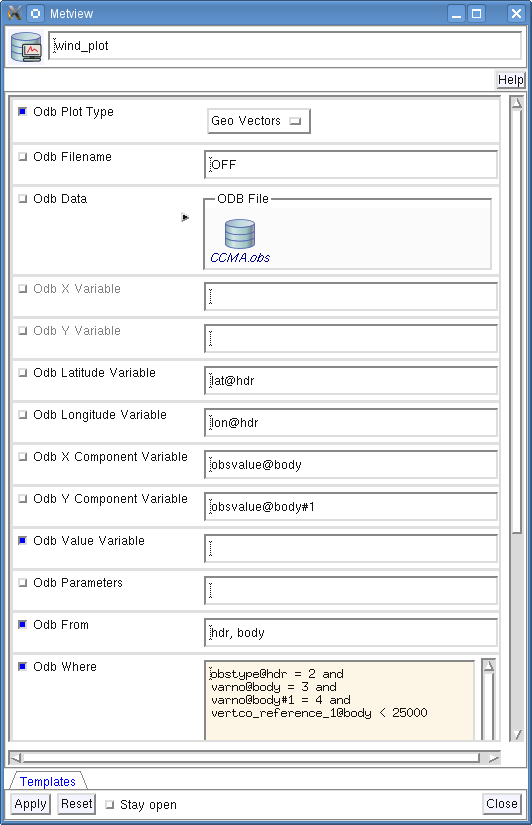 Metview
wind_plot
Help
Odb Plot Type
Geo Vectors
Odb Filename
OFF
Odb Data
ODB File
CCMA.obs
Odb X Variable
Odb Y Variable
Odb Latitude Variable
lat@hdr
Odb Longitude Variable
lon@hdr
Odb X Component Variable
obsvalue@body
Odb Y Component Variable
obsvalue@body#1
Odb Value Variable
Odb Parameters
Odb From
hdr, body
Odb Where
obstype@hdr = 2 and
varno@body = 3 and
varno@body#1 = 4 and
vertco_reference_1@body < 25000
Templates
Apply Reset Stay open Close